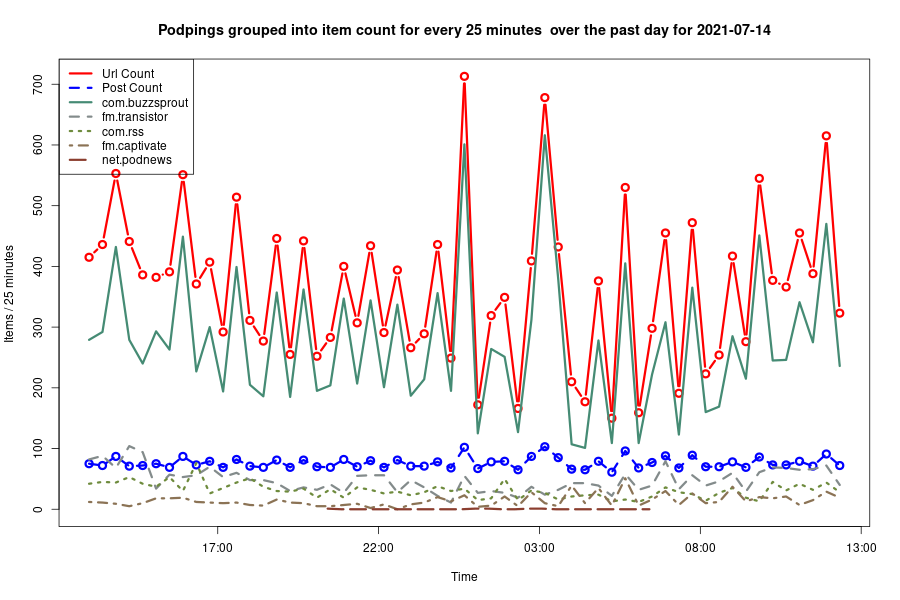 Podpings grouped into item count for every 25 minutes  over the past day for 2021-07-14
Url Count
Post Count
com.buzzsprout
fm.transistor
com.rss
fm.captivate
net.podnews
700
600
500
400
300
200
100
0
Items / 25 minutes
17:00
22:00
03:00
08:00
13:00
Time